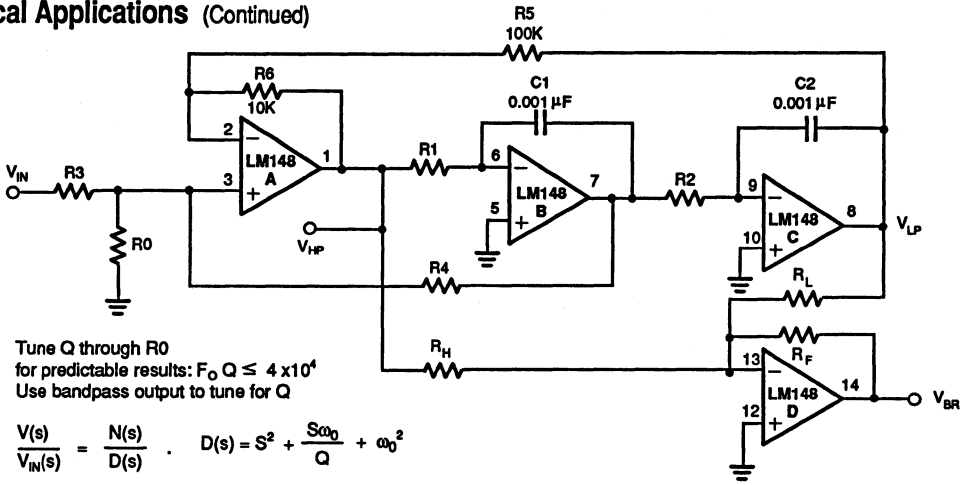 cal Applications (Continued)
R5
100K
R6
10K
C1
0.001 µF
C2
0.001 µF
2
−
LM148
A
1
3
+
V_IN
R3
R0
V_HP
R1
6
−
LM148
B
7
5
+
R4
R2
9
−
LM148
C
8
10
+
V_LP
R_L
R_H
R_F
13
−
LM148
D
14
12
+
V_BR
Tune Q through R0
for predictable results: F_O Q ≤ 4 x10^4
Use bandpass output to tune for Q
V(s)/V_IN(s) = N(s)/D(s) . D(s) = S^2 + Sω_0/Q + ω_0^2